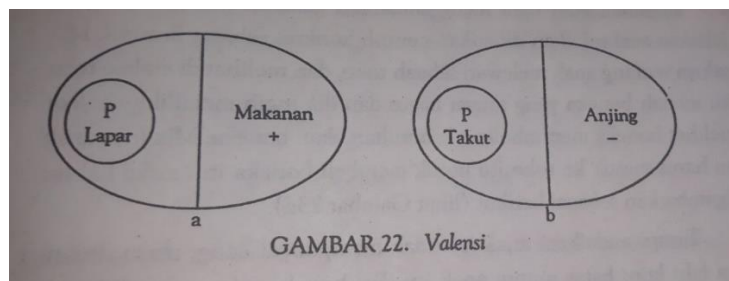 P
Lapar
Makanan
+
a
P
Takut
Anjing
−
b
GAMBAR 22. Valensi